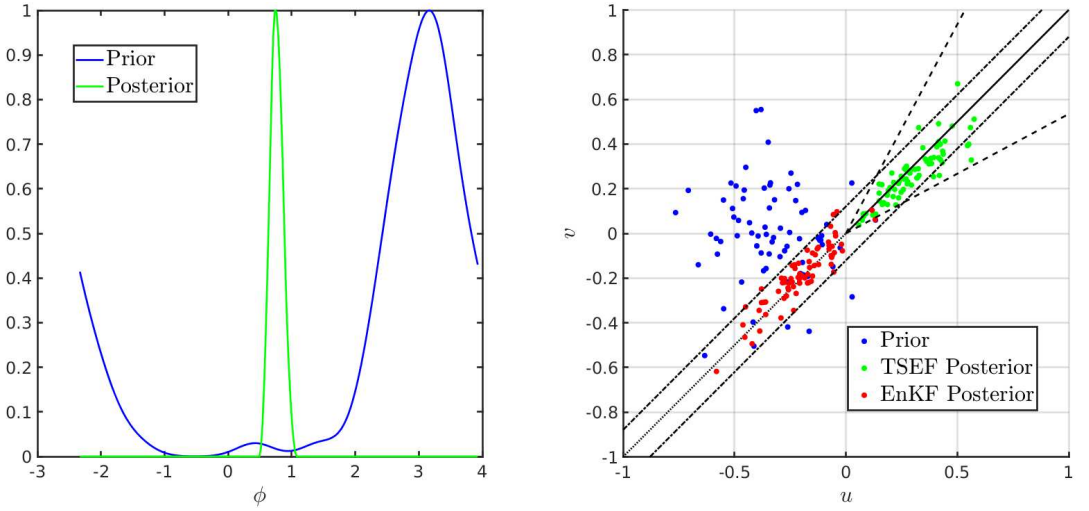 1
0.9
0.8
0.7
0.6
0.5
0.4
0.3
0.2
0.1
0
-3 -2 -1 0 1 2 3 4
ϕ
Prior
Posterior
1
0.8
0.6
0.4
0.2
0
-0.2
-0.4
-0.6
-0.8
-1
-1 -0.5 0 0.5 1
v
u
Prior
TSEF Posterior
EnKF Posterior